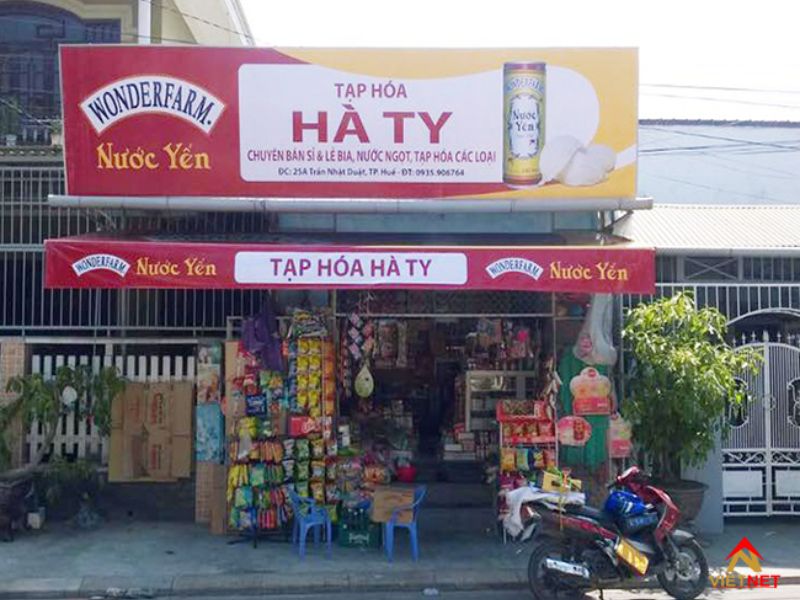 WONDERFARM
Nước Yến
TẠP HÓA
HÀ TY
CHUYÊN BÁN SỈ & LẺ BIA, NƯỚC NGỌT, TẠP HÓA CÁC LOẠI
ĐC: 25A Trần Nhật Duật, TP. Huế - ĐT: 0935.906764
WONDERFARM
Nước Yến
WONDERFARM
Nước Yến
TẠP HÓA HÀ TY
WONDERFARM
Nước Yến
VIETNET